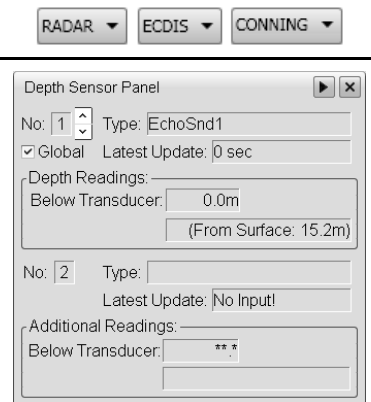 RADAR ECDIS CONNING
Depth Sensor Panel
No: 1 Type: EchoSnd1
Global Latest Update: 0 sec
Depth Readings:
Below Transducer: 0.0m
(From Surface: 15.2m)
No: 2 Type:
Latest Update: No Input!
Additional Readings:
Below Transducer: **.*